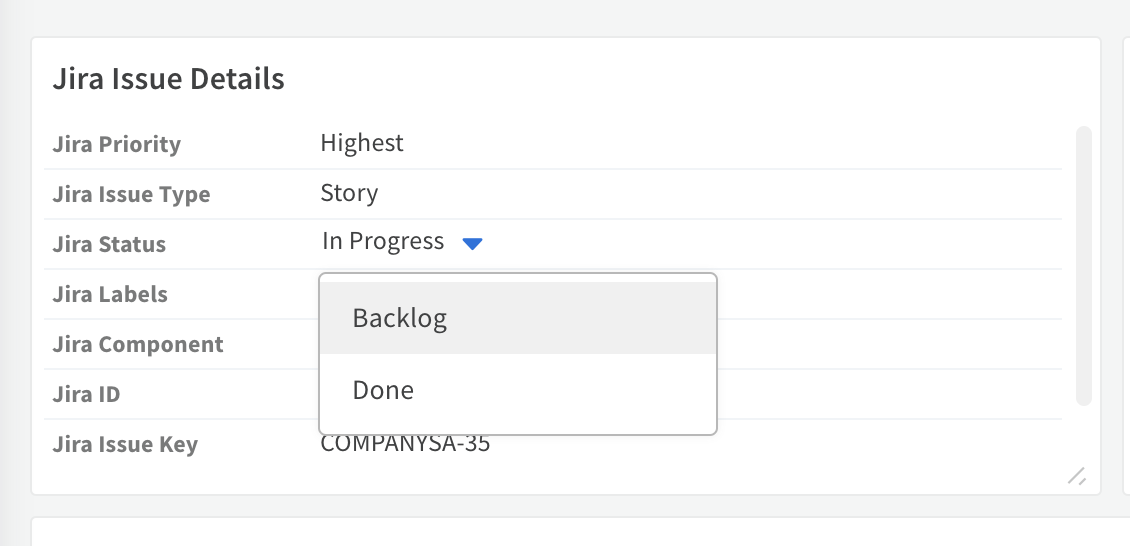 Jira Issue Details
Jira Priority Highest
Jira Issue Type Story
Jira Status In Progress
Jira Labels
Backlog
Jira Component
Done
Jira ID
Jira Issue Key COMPANYSA-35